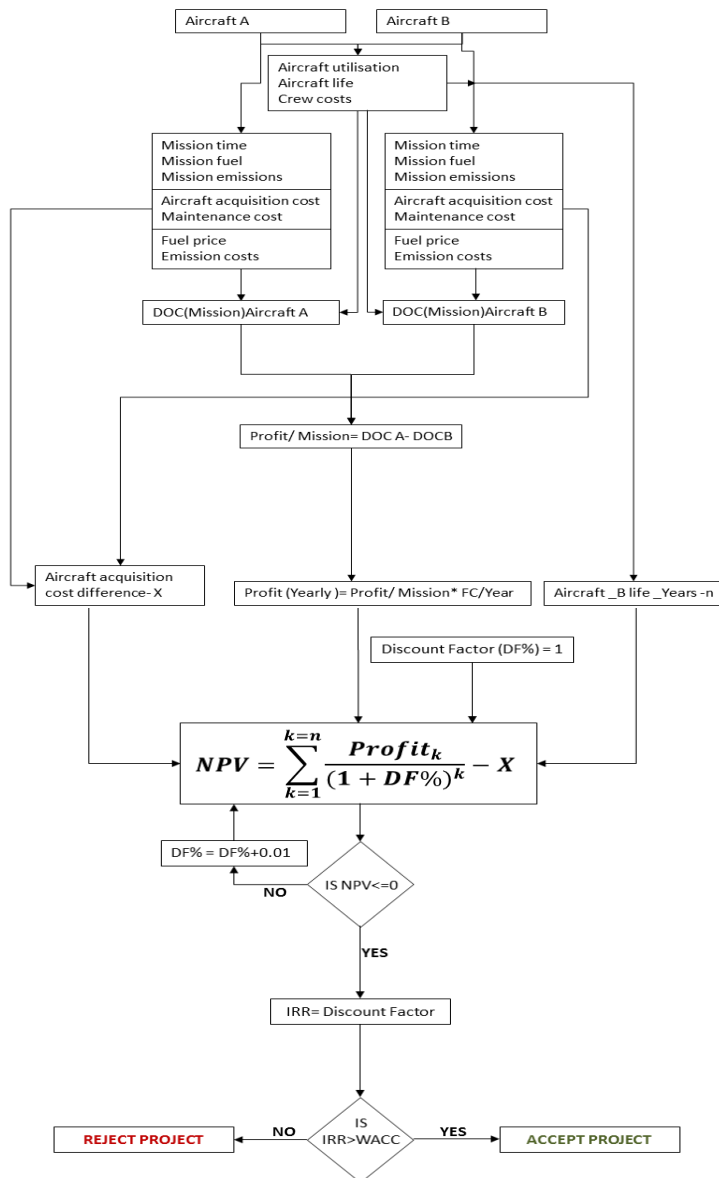 Aircraft A
Aircraft B
Aircraft utilisation
Aircraft life
Crew costs
Mission time
Mission fuel
Mission emissions
Aircraft acquisition cost
Maintenance cost
Fuel price
Emission costs
Mission time
Mission fuel
Mission emissions
Aircraft acquisition cost
Maintenance cost
Fuel price
Emission costs
DOC(Mission)Aircraft A
DOC(Mission)Aircraft B
Profit/ Mission= DOC A- DOCB
Aircraft acquisition
cost difference- X
Profit (Yearly )= Profit/ Mission* FC/Year
Aircraft _B life _Years -n
Discount Factor (DF%) = 1
NPV = ∑_{k=1}^{k=n} Profit_k / (1 + DF%)^k − X
DF% = DF%+0.01
IS NPV<=0
NO
YES
IRR= Discount Factor
IS
IRR>WACC
NO
YES
REJECT PROJECT
ACCEPT PROJECT